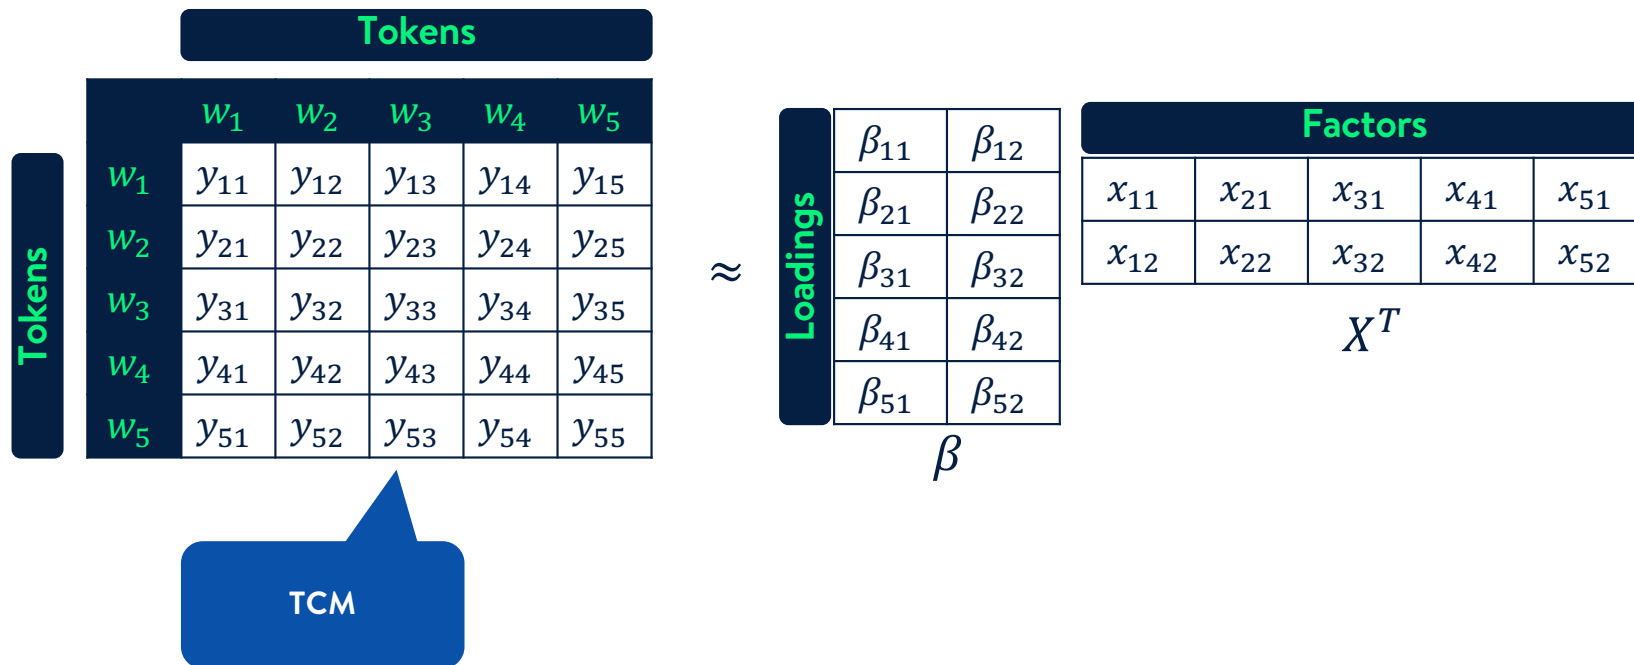 Tokens
w₁ w₂ w₃ w₄ w₅
Tokens
w₁ y₁₁ y₁₂ y₁₃ y₁₄ y₁₅
w₂ y₂₁ y₂₂ y₂₃ y₂₄ y₂₅
w₃ y₃₁ y₃₂ y₃₃ y₃₄ y₃₅
w₄ y₄₁ y₄₂ y₄₃ y₄₄ y₄₅
w₅ y₅₁ y₅₂ y₅₃ y₅₄ y₅₅
TCM
≈
Loadings
β₁₁ β₁₂
β₂₁ β₂₂
β₃₁ β₃₂
β₄₁ β₄₂
β₅₁ β₅₂
β
Factors
x₁₁ x₂₁ x₃₁ x₄₁ x₅₁
x₁₂ x₂₂ x₃₂ x₄₂ x₅₂
Xᵀ